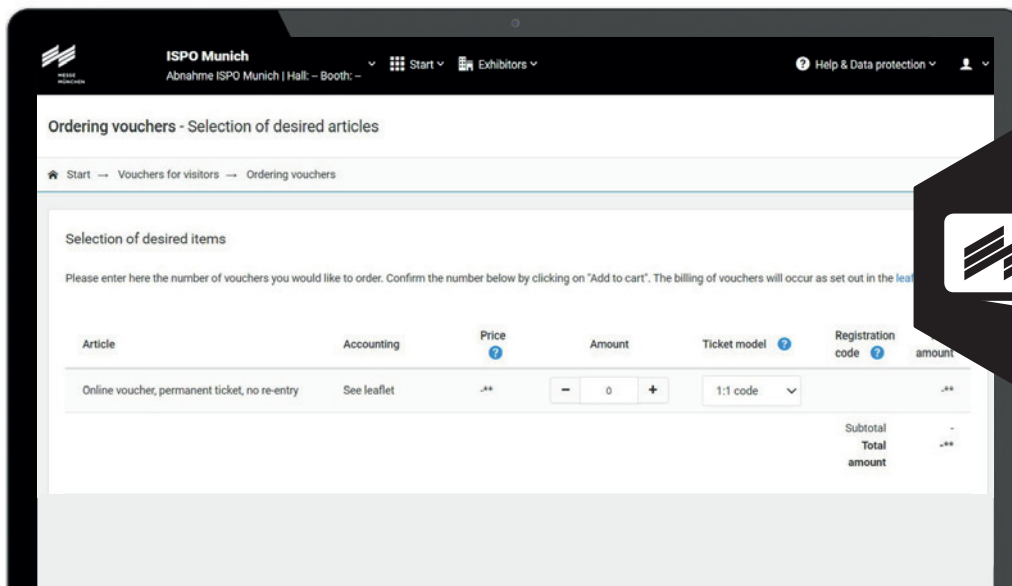 MESSE
MÜNCHEN
ISPO Munich
Abnahme ISPO Munich | Hall: – Booth: –
Start
Exhibitors
Help & Data protection
Ordering vouchers - Selection of desired articles
Start → Vouchers for visitors → Ordering vouchers
Selection of desired items
Please enter here the number of vouchers you would like to order. Confirm the number below by clicking on "Add to cart". The billing of vouchers will occur as set out in the
Article Accounting Price ? Amount Ticket model ? Registration code ? amount
Online voucher, permanent ticket, no re-entry See leaflet -** − 0 + 1:1 code -**
Subtotal -
Total amount -**